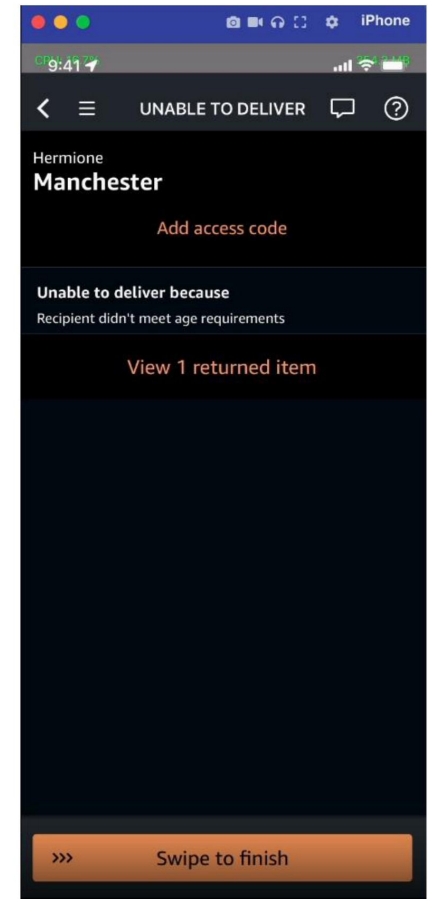 iPhone
9:41
UNABLE TO DELIVER
Hermione
Manchester
Add access code
Unable to deliver because
Recipient didn't meet age requirements
View 1 returned item
>>> Swipe to finish